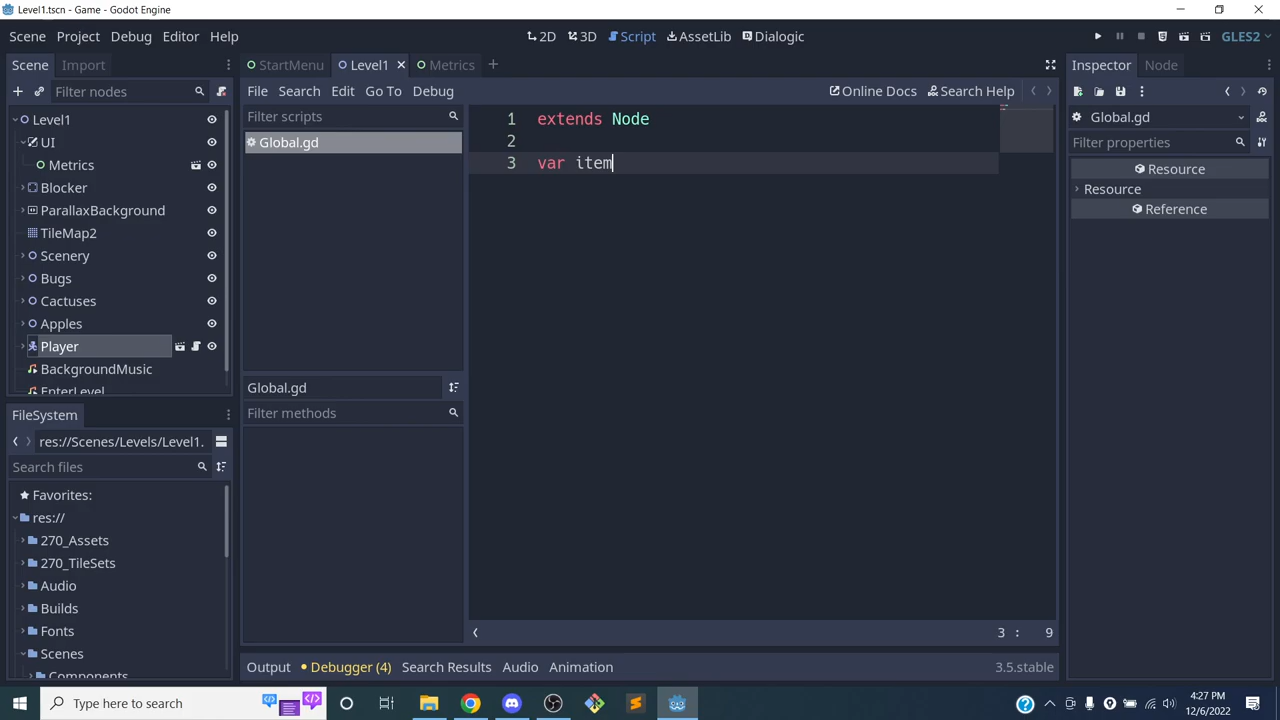 Level1.tscn - Game - Godot Engine
Scene Project Debug Editor Help
2D 3D Script AssetLib Dialogic
GLES2
Scene Import
Filter nodes
Level1
UI
Metrics
Blocker
ParallaxBackground
TileMap2
Scenery
Bugs
Cactuses
Apples
Player
BackgroundMusic
EnterLevel
FileSystem
res://Scenes/Levels/Level1.
Search files
Favorites:
res://
270_Assets
270_TileSets
Audio
Builds
Fonts
Scenes
Components
StartMenu Level1 Metrics
File Search Edit Go To Debug
Online Docs Search Help
Filter scripts
Global.gd
Global.gd
Filter methods
1 extends Node
2
3 var item
3 : 9
Output Debugger (4) Search Results Audio Animation
3.5.stable
Inspector Node
Global.gd
Filter properties
Resource
Resource
Reference
Type here to search
4:27 PM
12/6/2022